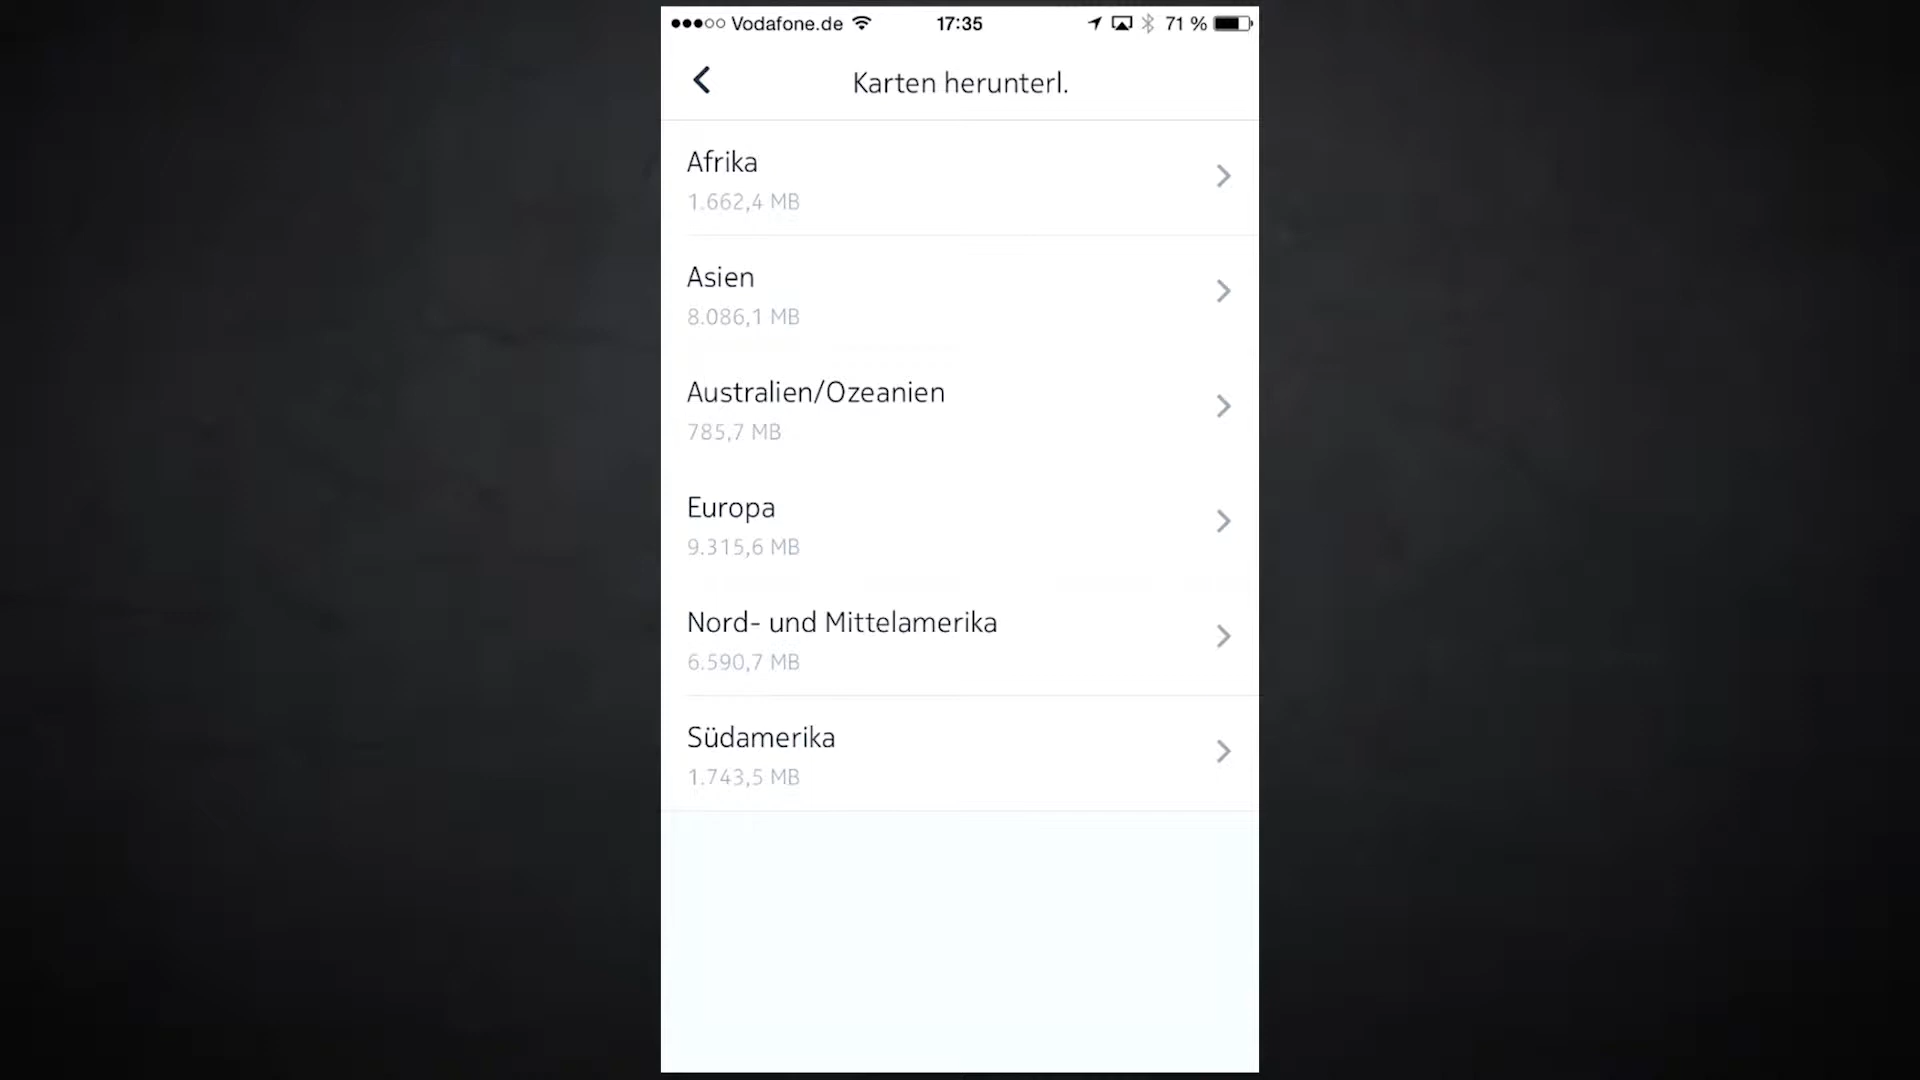 Vodafone.de 17:35 71 %
Karten herunterl.
Afrika
1.662,4 MB
Asien
8.086,1 MB
Australien/Ozeanien
785,7 MB
Europa
9.315,6 MB
Nord- und Mittelamerika
6.590,7 MB
Südamerika
1.743,5 MB